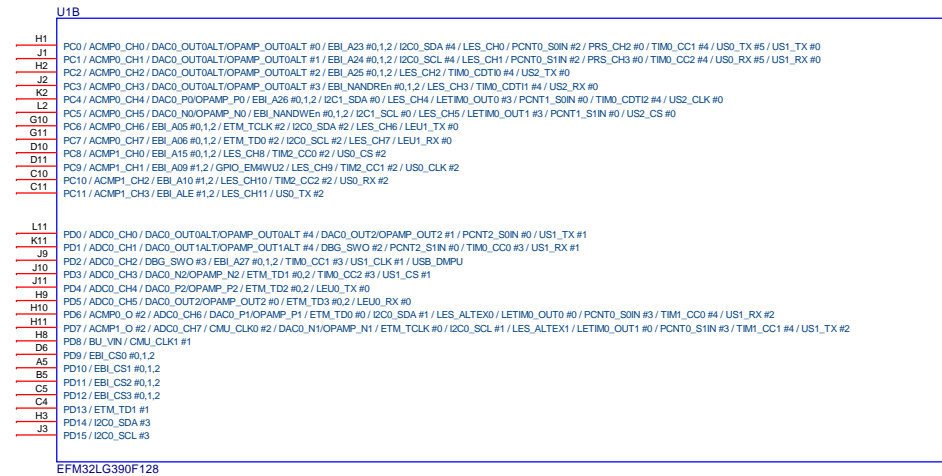 U1B
H1 PC0 / ACMP0_CH0 / DAC0_OUT0ALT/OPAMP_OUT0ALT #0 / EBI_A23 #0,1,2 / I2C0_SDA #4 / LES_CH0 / PCNT0_S0IN #2 / PRS_CH2 #0 / TIM0_CC1 #4 / US0_TX #5 / US1_TX #0
J1 PC1 / ACMP0_CH1 / DAC0_OUT0ALT/OPAMP_OUT0ALT #1 / EBI_A24 #0,1,2 / I2C0_SCL #4 / LES_CH1 / PCNT0_S1IN #2 / PRS_CH3 #0 / TIM0_CC2 #4 / US0_RX #5 / US1_RX #0
H2 PC2 / ACMP0_CH2 / DAC0_OUT0ALT/OPAMP_OUT0ALT #2 / EBI_A25 #0,1,2 / LES_CH2 / TIM0_CDTI0 #4 / US2_TX #0
J2 PC3 / ACMP0_CH3 / DAC0_OUT0ALT/OPAMP_OUT0ALT #3 / EBI_NANDREn #0,1,2 / LES_CH3 / TIM0_CDTI1 #4 / US2_RX #0
K2 PC4 / ACMP0_CH4 / DAC0_P0/OPAMP_P0 / EBI_A26 #0,1,2 / I2C1_SDA #0 / LES_CH4 / LETIM0_OUT0 #3 / PCNT1_S0IN #0 / TIM0_CDTI2 #4 / US2_CLK #0
L2 PC5 / ACMP0_CH5 / DAC0_N0/OPAMP_N0 / EBI_NANDWEn #0,1,2 / I2C1_SCL #0 / LES_CH5 / LETIM0_OUT1 #3 / PCNT1_S1IN #0 / US2_CS #0
G10 PC6 / ACMP0_CH6 / EBI_A05 #0,1,2 / ETM_TCLK #2 / I2C0_SDA #2 / LES_CH6 / LEU1_TX #0
G11 PC7 / ACMP0_CH7 / EBI_A06 #0,1,2 / ETM_TD0 #2 / I2C0_SCL #2 / LES_CH7 / LEU1_RX #0
D10 PC8 / ACMP1_CH0 / EBI_A15 #0,1,2 / LES_CH8 / TIM2_CC0 #2 / US0_CS #2
D11 PC9 / ACMP1_CH1 / EBI_A09 #1,2 / GPIO_EM4WU2 / LES_CH9 / TIM2_CC1 #2 / US0_CLK #2
C10 PC10 / ACMP1_CH2 / EBI_A10 #1,2 / LES_CH10 / TIM2_CC2 #2 / US0_RX #2
C11 PC11 / ACMP1_CH3 / EBI_ALE #1,2 / LES_CH11 / US0_TX #2
L11 PD0 / ADC0_CH0 / DAC0_OUT0ALT/OPAMP_OUT0ALT #4 / DAC0_OUT2/OPAMP_OUT2 #1 / PCNT2_S0IN #0 / US1_TX #1
K11 PD1 / ADC0_CH1 / DAC0_OUT1ALT/OPAMP_OUT1ALT #4 / DBG_SWO #2 / PCNT2_S1IN #0 / TIM0_CC0 #3 / US1_RX #1
J9 PD2 / ADC0_CH2 / DBG_SWO #3 / EBI_A27 #0,1,2 / TIM0_CC1 #3 / US1_CLK #1 / USB_DMPU
J10 PD3 / ADC0_CH3 / DAC0_N2/OPAMP_N2 / ETM_TD1 #0,2 / TIM0_CC2 #3 / US1_CS #1
J11 PD4 / ADC0_CH4 / DAC0_P2/OPAMP_P2 / ETM_TD2 #0,2 / LEU0_TX #0
H9 PD5 / ADC0_CH5 / DAC0_OUT2/OPAMP_OUT2 #0 / ETM_TD3 #0,2 / LEU0_RX #0
H10 PD6 / ACMP0_O #2 / ADC0_CH6 / DAC0_P1/OPAMP_P1 / ETM_TD0 #0 / I2C0_SDA #1 / LES_ALTEX0 / LETIM0_OUT0 #0 / PCNT0_S0IN #3 / TIM1_CC0 #4 / US1_RX #2
H11 PD7 / ACMP1_O #2 / ADC0_CH7 / CMU_CLK0 #2 / DAC0_N1/OPAMP_N1 / ETM_TCLK #0 / I2C0_SCL #1 / LES_ALTEX1 / LETIM0_OUT1 #0 / PCNT0_S1IN #3 / TIM1_CC1 #4 / US1_TX #2
H8 PD8 / BU_VIN / CMU_CLK1 #1
D6 PD9 / EBI_CS0 #0,1,2
A5 PD10 / EBI_CS1 #0,1,2
B5 PD11 / EBI_CS2 #0,1,2
C5 PD12 / EBI_CS3 #0,1,2
C4 PD13 / ETM_TD1 #1
H3 PD14 / I2C0_SDA #3
J3 PD15 / I2C0_SCL #3
EFM32LG390F128